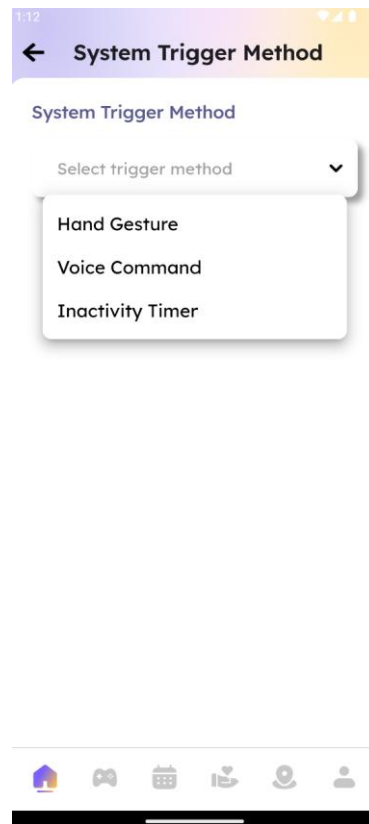 1:12
System Trigger Method
System Trigger Method
Select trigger method
Hand Gesture
Voice Command
Inactivity Timer